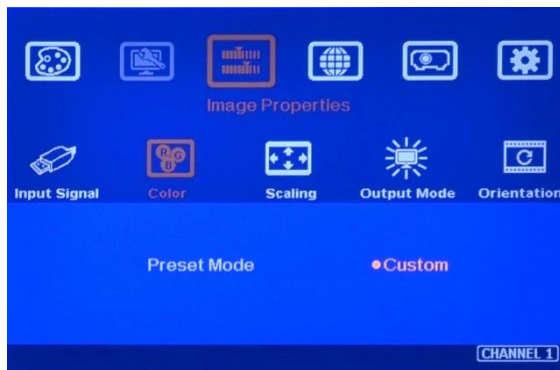 Image Properties
R G B
Input Signal
Color
Scaling
Output Mode
Orientation
Preset Mode
Custom
CHANNEL 1